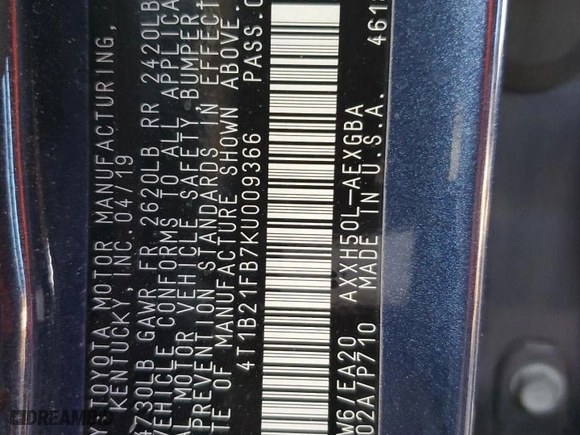 Y TOYOTA MOTOR MANUFACTURING,
KENTUCKY, INC. 04/19
4730LB GAWR FR 2620LB RR 2420LB
VEHICLE CONFORMS TO ALL APPLICA
A MOTOR VEHICLE SAFETY, BUMPER
PREVENTION STANDARDS IN EFFECT
TE OF MANUFACTURE SHOWN ABOVE.
4T1B21FB7KU009366 PASS.C
W6/EA20 AXXH50L-AEXGBA 461
02A/P710 MADE IN U.S.A.
DREAMBID